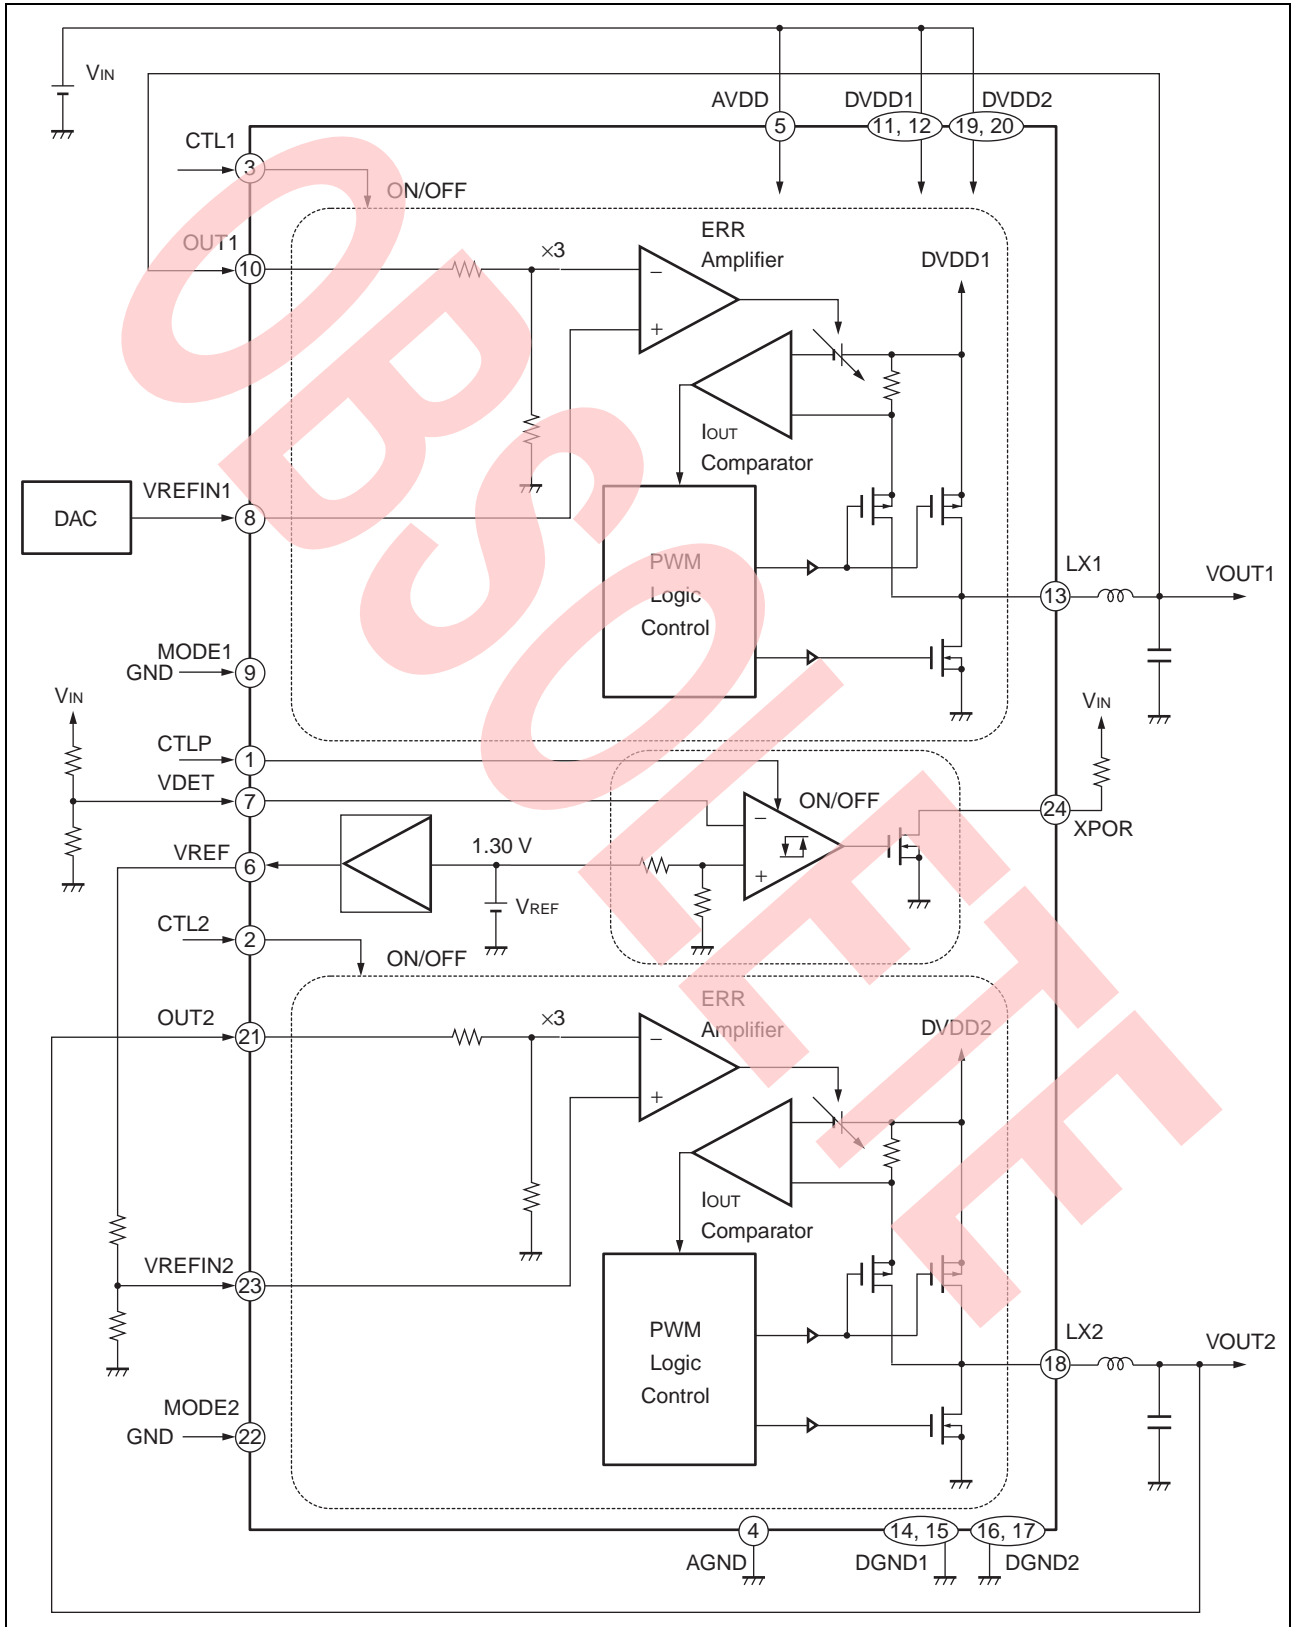 VIN
AVDD
DVDD1
DVDD2
5
11, 12
19, 20
CTL1
3
ON/OFF
OUT1
10
×3
ERR
Amplifier
DVDD1
−
+
IOUT
Comparator
DAC
VREFIN1
8
PWM
Logic
Control
LX1
13
VOUT1
MODE1
GND
9
VIN
VIN
CTLP
1
VDET
7
ON/OFF
−
+
24
XPOR
VREF
6
1.30 V
VREF
CTL2
2
ON/OFF
OUT2
21
×3
ERR
Amplifier
DVDD2
−
+
IOUT
Comparator
VREFIN2
23
PWM
Logic
Control
LX2
18
VOUT2
MODE2
GND
22
4
14, 15
16, 17
AGND
DGND1
DGND2
OBSOLETE